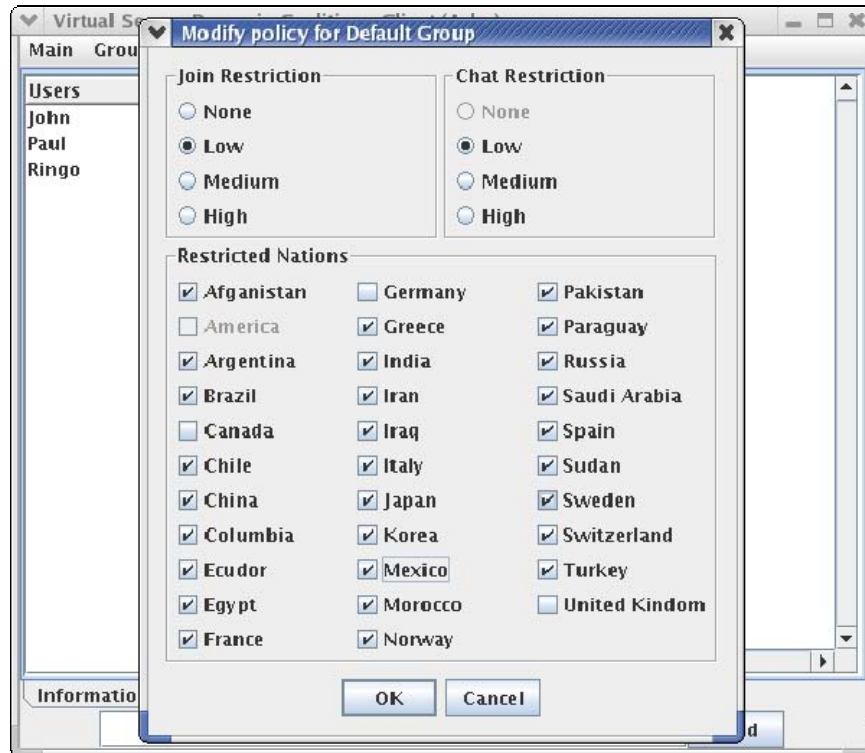 Virtual Se
Modify policy for Default Group
Main Grou
Users
John
Paul
Ringo
Join Restriction
None
Low
Medium
High
Chat Restriction
None
Low
Medium
High
Restricted Nations
Afganistan
America
Argentina
Brazil
Canada
Chile
China
Columbia
Ecudor
Egypt
France
Germany
Greece
India
Iran
Iraq
Italy
Japan
Korea
Mexico
Morocco
Norway
Pakistan
Paraguay
Russia
Saudi Arabia
Spain
Sudan
Sweden
Switzerland
Turkey
United Kindom
OK
Cancel
Informatio
d